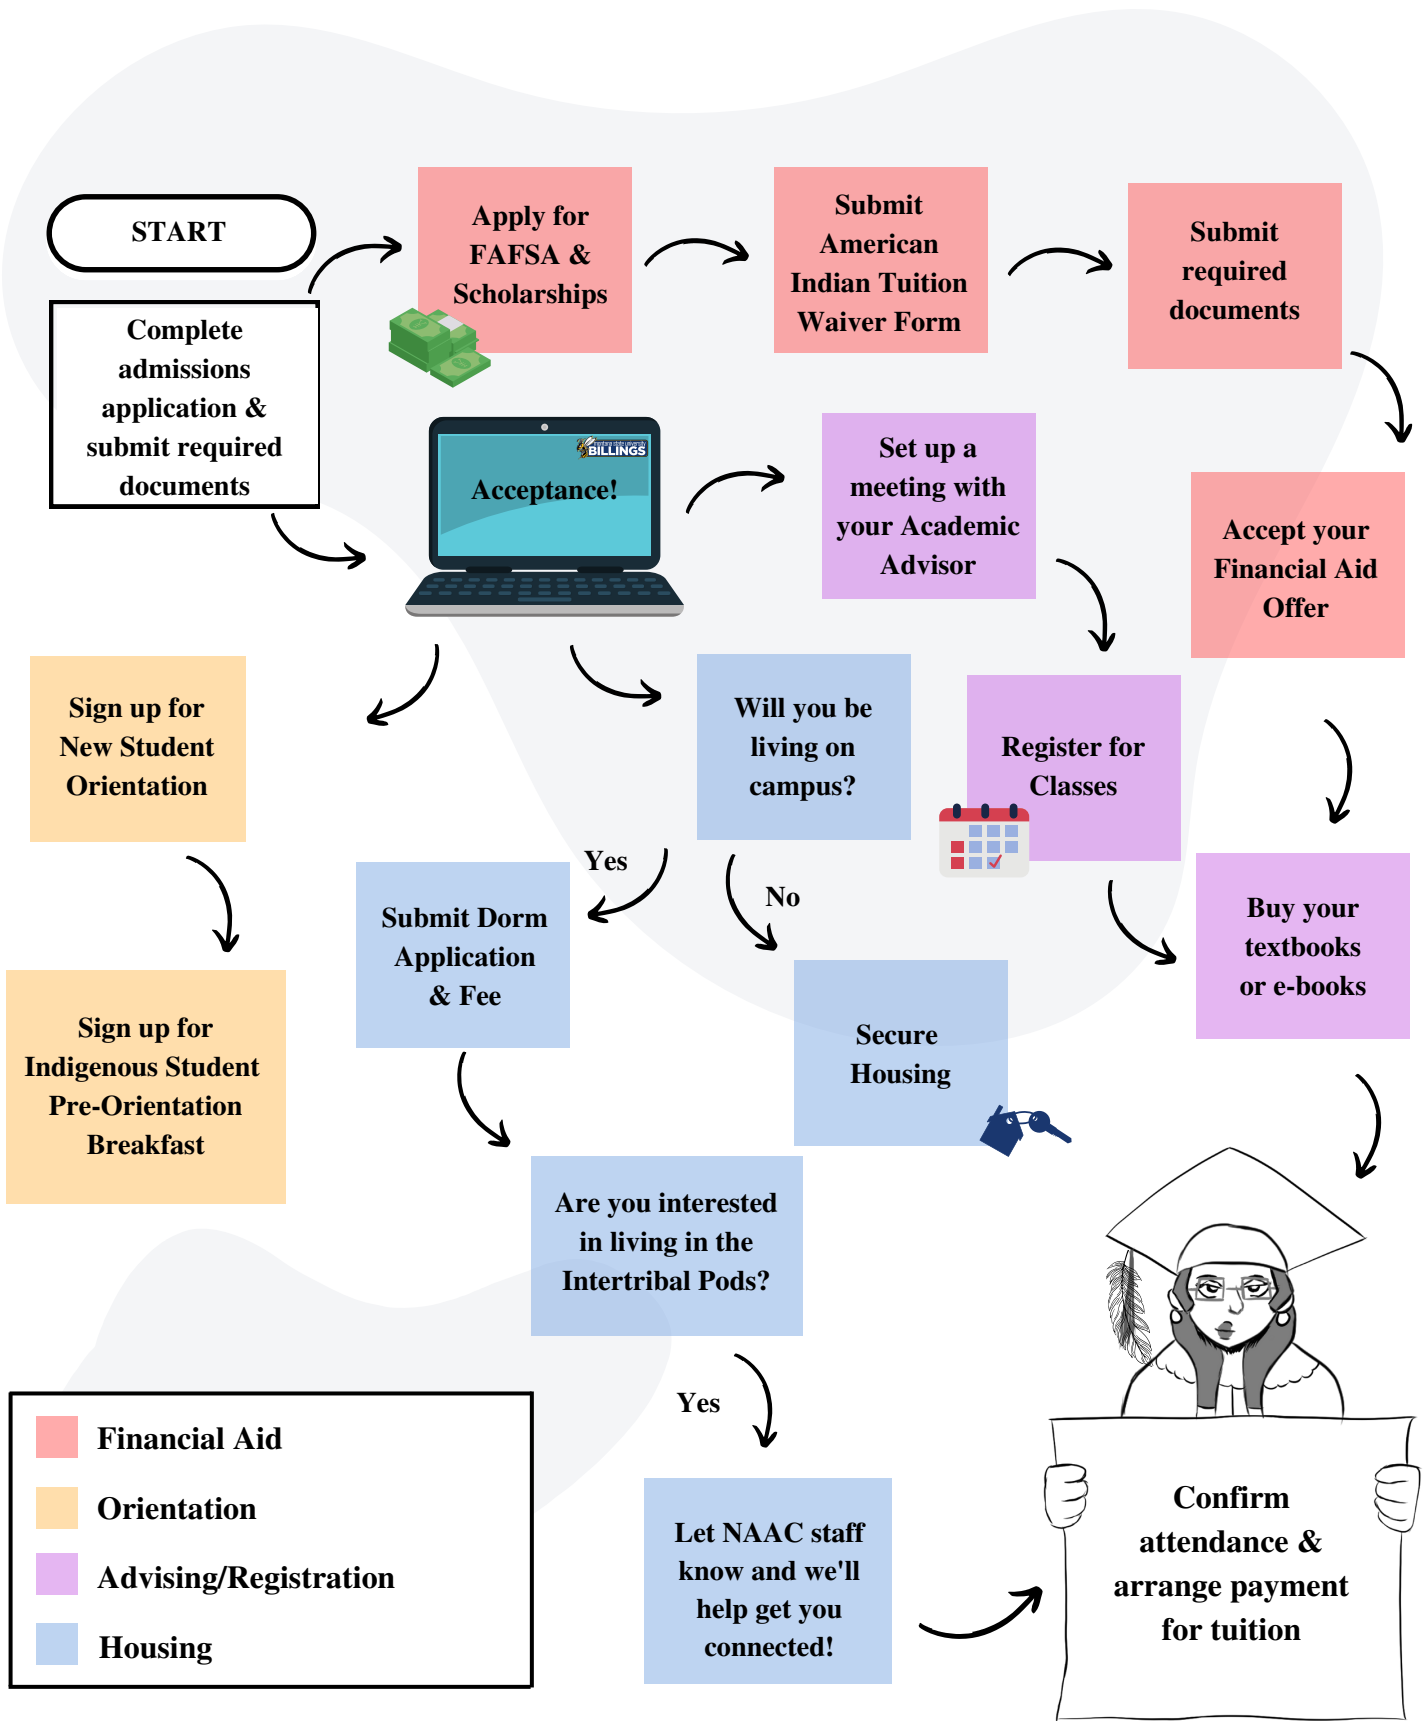 START
Complete
admissions
application &
submit required
documents
Apply for
FAFSA &
Scholarships
Submit
American
Indian Tuition
Waiver Form
Submit
required
documents
montana state university
BILLINGS
Acceptance!
Set up a
meeting with
your Academic
Advisor
Accept your
Financial Aid
Offer
Sign up for
New Student
Orientation
Will you be
living on
campus?
Register for
Classes
Yes
No
Submit Dorm
Application
& Fee
Buy your
textbooks
or e-books
Sign up for
Indigenous Student
Pre-Orientation
Breakfast
Secure
Housing
Are you interested
in living in the
Intertribal Pods?
Yes
Let NAAC staff
know and we'll
help get you
connected!
Confirm
attendance &
arrange payment
for tuition
Financial Aid
Orientation
Advising/Registration
Housing